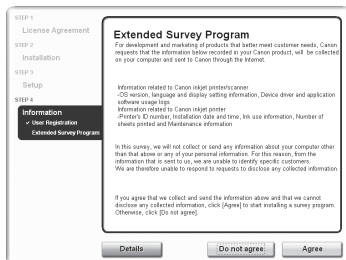 STEP 1
License Agreement
STEP 2
Installation
STEP 3
Setup
STEP 4
Information
✓ User Registration
Extended Survey Program
Extended Survey Program
For development and marketing of products that better meet customer needs, Canon
requests that the information below recorded in your Canon product, will be collected
on your computer and sent to Canon through the Internet.
Information related to Canon inkjet printer/scanner
-OS version, language and display setting information, Device driver and application
software usage logs
Information related to Canon inkjet printer
-Printer's ID number, Installation date and time, Ink use information, Number of
sheets printed and Maintenance information
In this survey, we will not collect or send any information about your computer other
than that above or any of your personal information. For this reason, from the
information that is sent to us, we are unable to identify specific customers.
We are therefore unable to respond to requests to disclose any collected information.
If you agree that we collect and send the information above and that we cannot
disclose any collected information, click [Agree] to start installing a survey program.
Otherwise, click [Do not agree].
Details
Do not agree
Agree